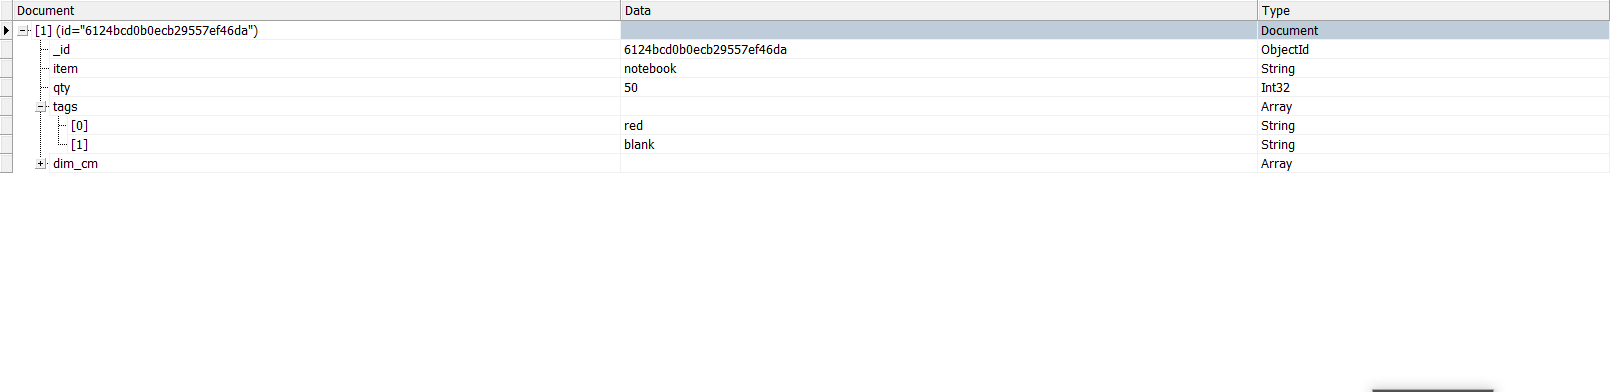 Document Data Type
[1] (id="6124bcd0b0ecb29557ef46da") Document
_id 6124bcd0b0ecb29557ef46da ObjectId
item notebook String
qty 50 Int32
tags Array
[0] red String
[1] blank String
dim_cm Array